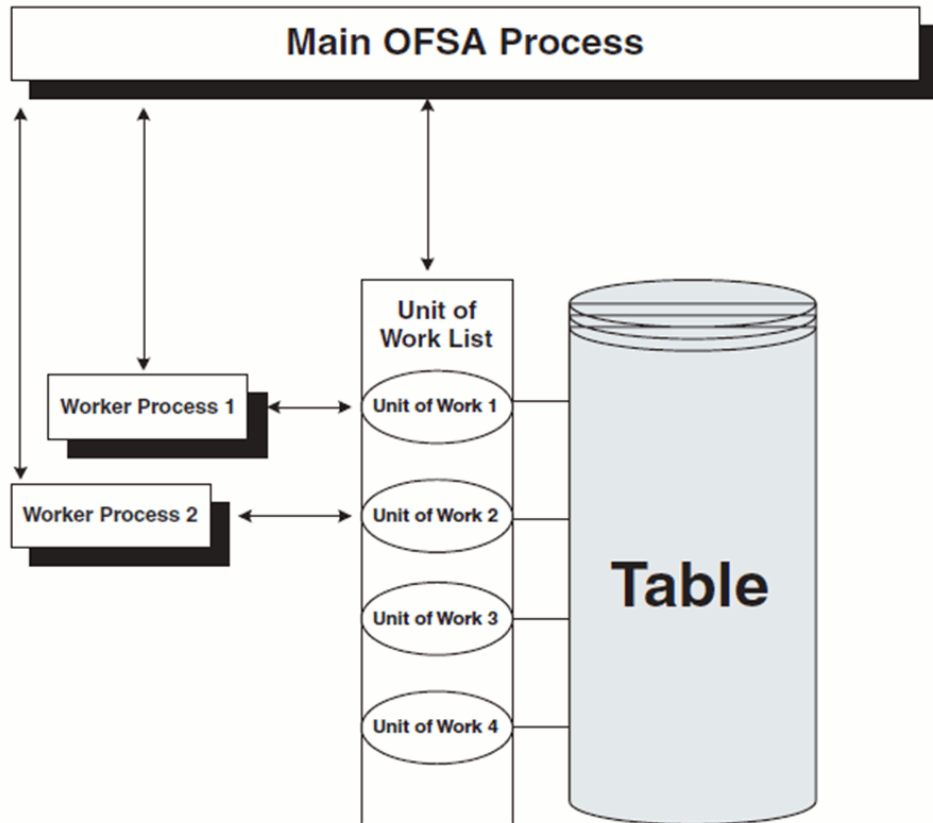 Main OFSA Process
Unit of
Work List
Worker Process 1
Unit of Work 1
Worker Process 2
Unit of Work 2
Unit of Work 3
Unit of Work 4
Table